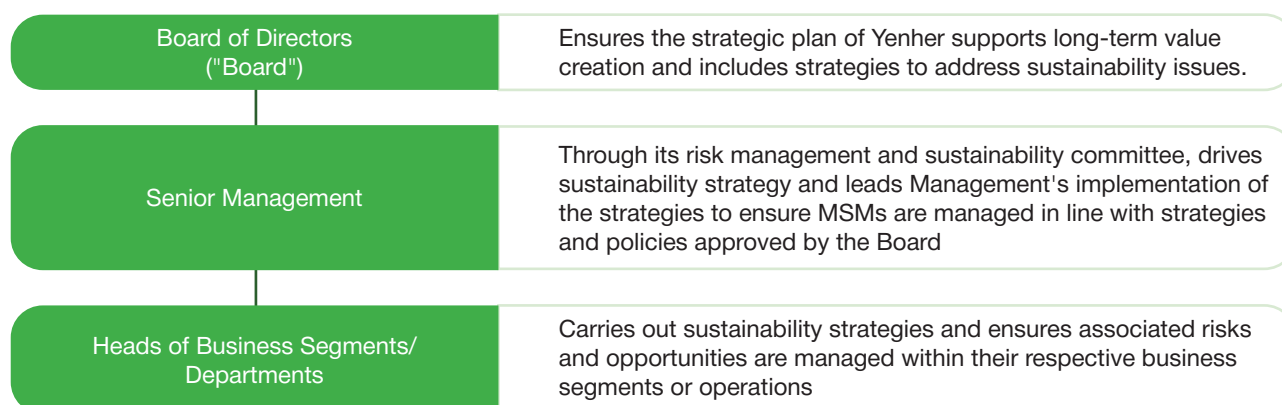 Board of Directors
("Board")
Ensures the strategic plan of Yenher supports long-term value
creation and includes strategies to address sustainability issues.
Senior Management
Through its risk management and sustainability committee, drives
sustainability strategy and leads Management's implementation of
the strategies to ensure MSMs are managed in line with strategies
and policies approved by the Board
Heads of Business Segments/
Departments
Carries out sustainability strategies and ensures associated risks
and opportunities are managed within their respective business
segments or operations